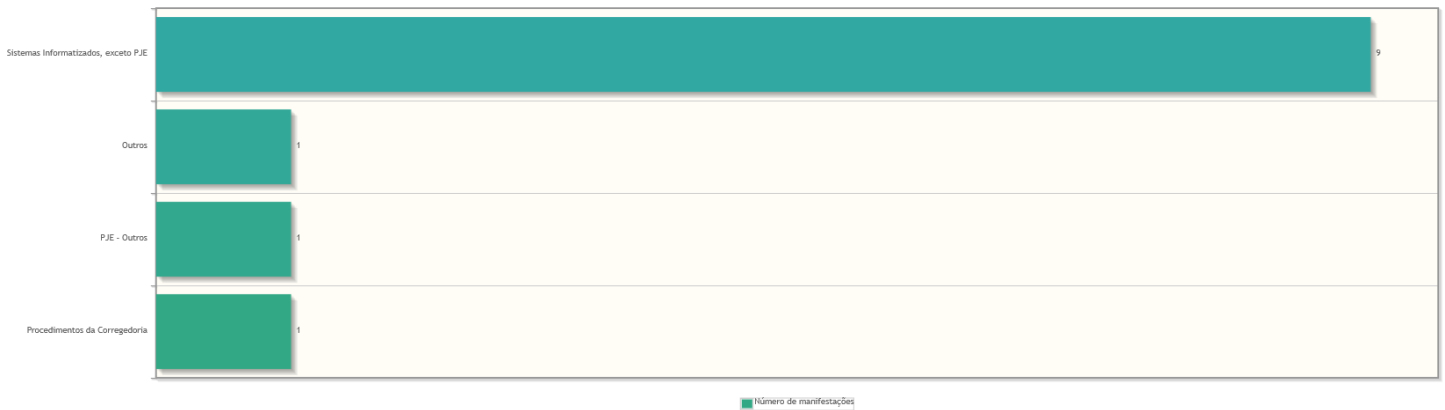 Sistemas Informatizados, exceto PJE
9
Outros
1
PJE - Outros
1
Procedimentos da Corregedoria
1
Número de manifestações